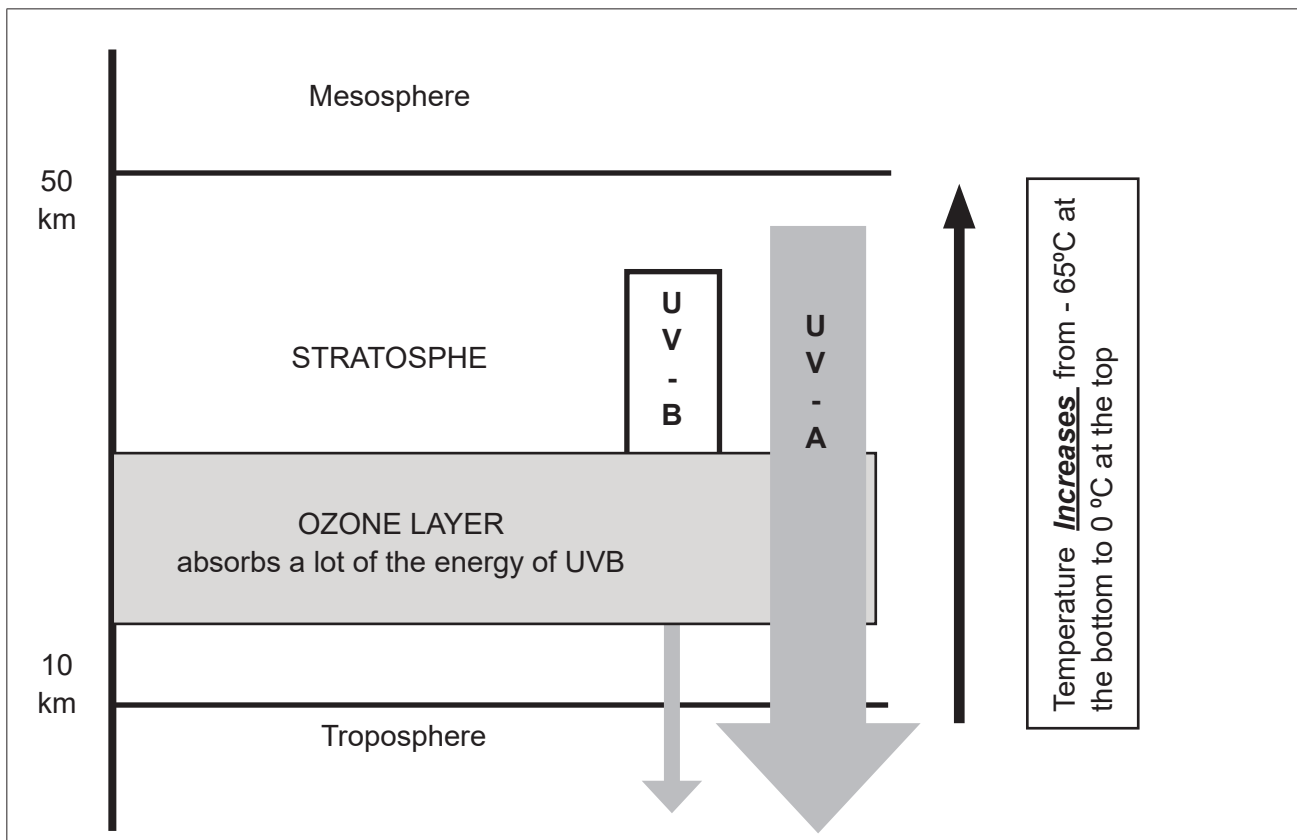 Mesosphere
50
km
U
V
-
B
U
V
-
A
STRATOSPHE
OZONE LAYER
absorbs a lot of the energy of UVB
10
km
Troposphere
Temperature Increases from - 65ºC at
the bottom to 0 ºC at the top